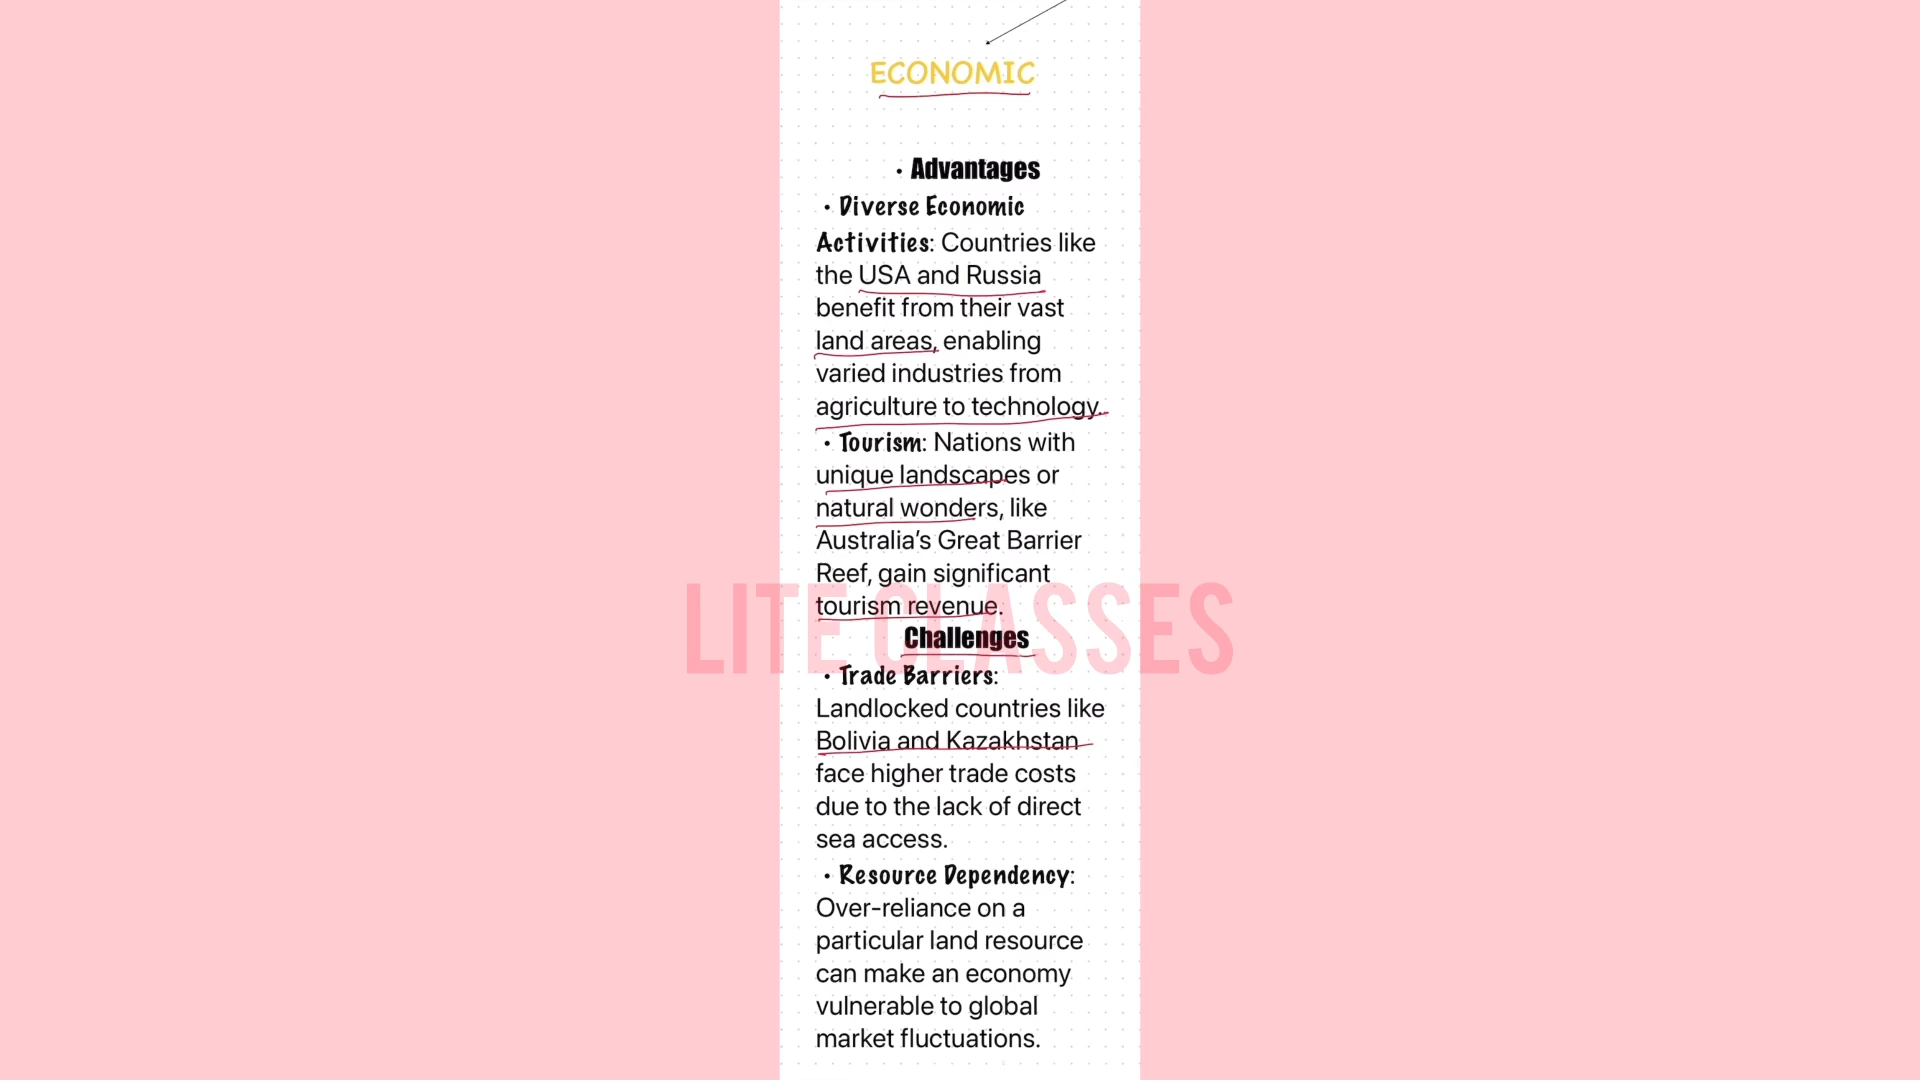 ECONOMIC
• Advantages
• Diverse Economic
Activities: Countries like
the USA and Russia
benefit from their vast
land areas, enabling
varied industries from
agriculture to technology.
• Tourism: Nations with
unique landscapes or
natural wonders, like
Australia’s Great Barrier
Reef, gain significant
tourism revenue.
LITE CLASSES
Challenges
• Trade Barriers:
Landlocked countries like
Bolivia and Kazakhstan
face higher trade costs
due to the lack of direct
sea access.
• Resource Dependency:
Over-reliance on a
particular land resource
can make an economy
vulnerable to global
market fluctuations.